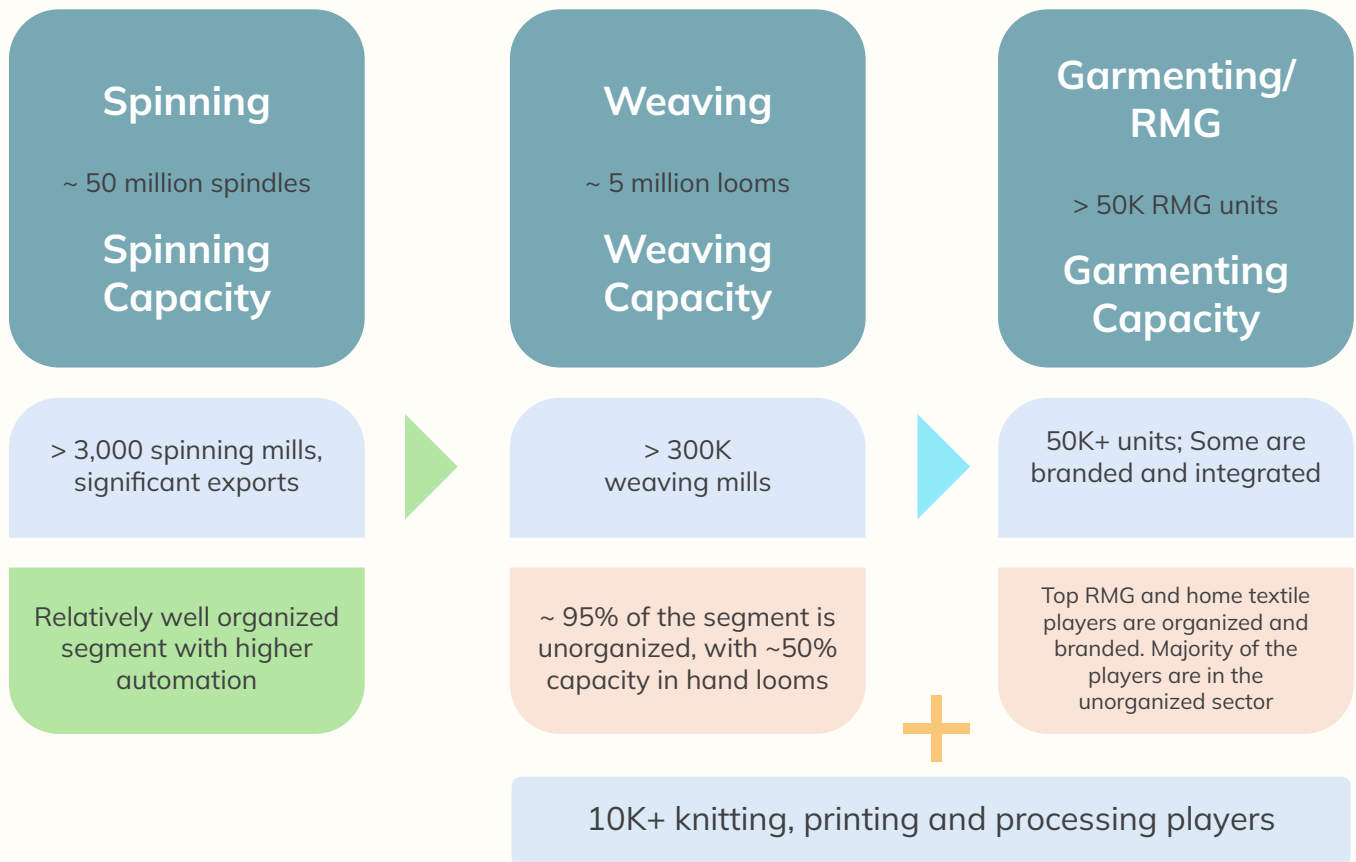 Spinning
~ 50 million spindles
Spinning
Capacity
Weaving
~ 5 million looms
Weaving
Capacity
Garmenting/
RMG
> 50K RMG units
Garmenting
Capacity
> 3,000 spinning mills,
significant exports
> 300K
weaving mills
50K+ units; Some are
branded and integrated
Relatively well organized
segment with higher
automation
~ 95% of the segment is
unorganized, with ~50%
capacity in hand looms
Top RMG and home textile
players are organized and
branded. Majority of the
players are in the
unorganized sector
10K+ knitting, printing and processing players